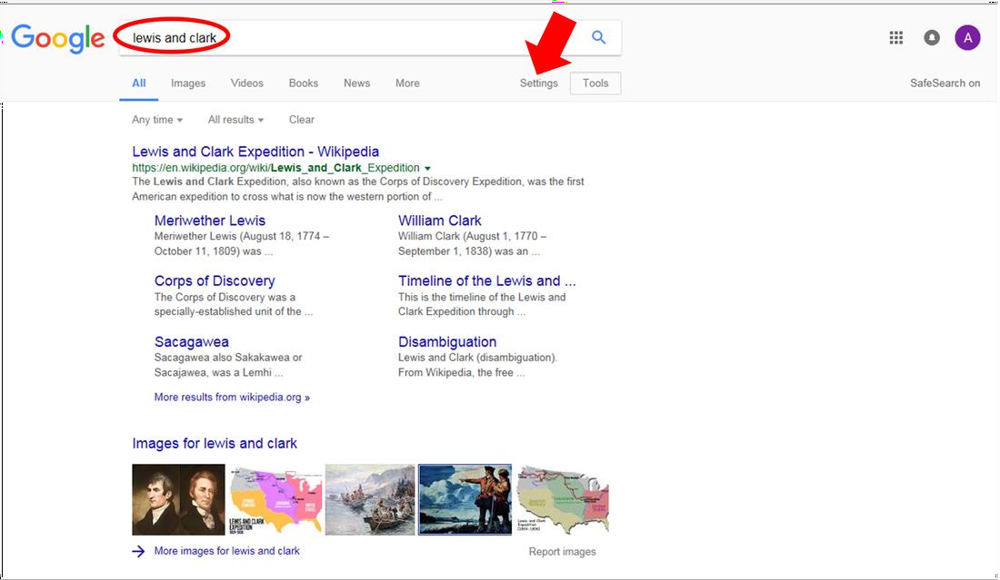 Google lewis and clark A
All Images Videos Books News More Settings Tools SafeSearch on
Any time All results Clear
Lewis and Clark Expedition - Wikipedia
https://en.wikipedia.org/wiki/Lewis_and_Clark_Expedition
The Lewis and Clark Expedition, also known as the Corps of Discovery Expedition, was the first
American expedition to cross what is now the western portion of ...
Meriwether Lewis
Meriwether Lewis (August 18, 1774 –
October 11, 1809) was ...
William Clark
William Clark (August 1, 1770 –
September 1, 1838) was an ...
Corps of Discovery
The Corps of Discovery was a
specially-established unit of the ...
Timeline of the Lewis and ...
This is the timeline of the Lewis and
Clark Expedition through ...
Sacagawea
Sacagawea also Sakakawea or
Sacajawea, was a Lemhi ...
Disambiguation
Lewis and Clark (disambiguation).
From Wikipedia, the free ...
More results from wikipedia.org »
Images for lewis and clark
LEWIS AND CLARK
EXPEDITION
More images for lewis and clark
Report images